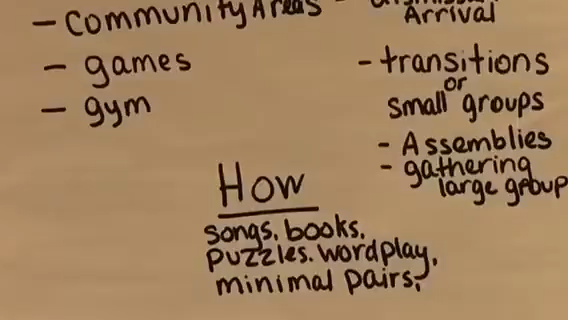 - Community Areas
- games
- gym
Arrival
- transitions
or
small groups
- Assemblies
- gathering
large group
How
songs. books.
puzzles. wordplay.
minimal pairs.